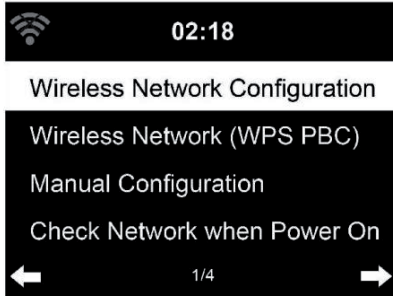 02:18
Wireless Network Configuration
Wireless Network (WPS PBC)
Manual Configuration
Check Network when Power On
1/4